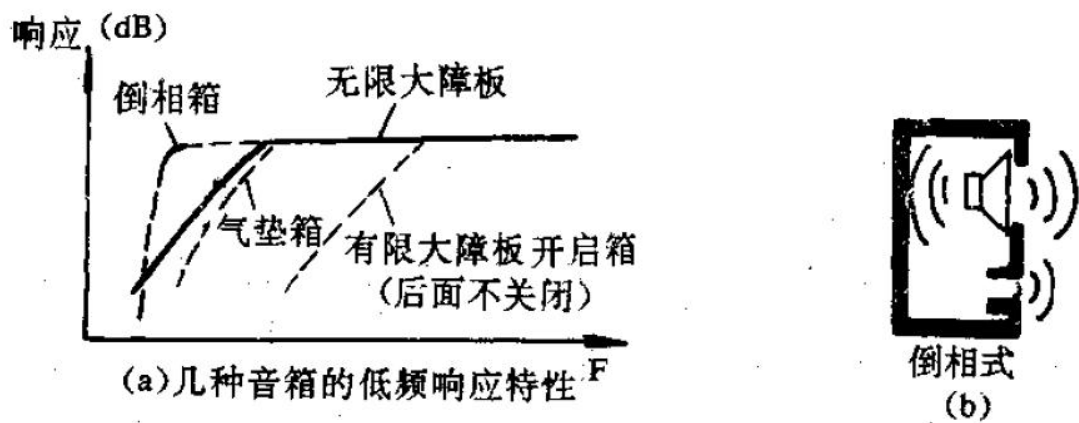 响应(dB)
倒相箱
无限大障板
气垫箱
有限大障板开启箱
(后面不关闭)
F
(a)几种音箱的低频响应特性
倒相式
(b)